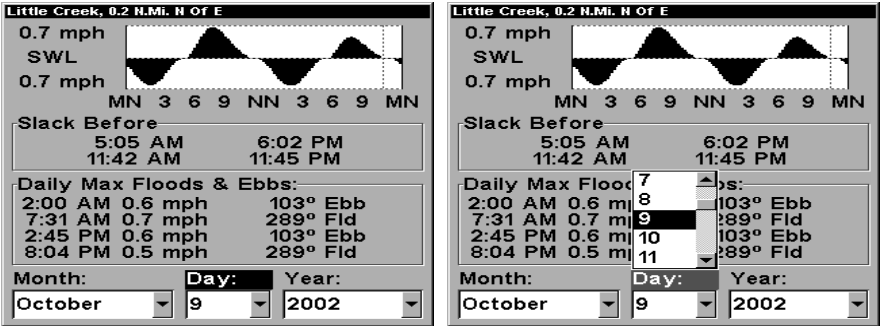 Little Creek, 0.2 N.Mi. N Of E
0.7 mph
SWL
0.7 mph
MN 3 6 9 NN 3 6 9 MN
Slack Before
5:05 AM 6:02 PM
11:42 AM 11:45 PM
Daily Max Floods & Ebbs:
2:00 AM 0.6 mph 103º Ebb
7:31 AM 0.7 mph 289º Fld
2:45 PM 0.6 mph 103º Ebb
8:04 PM 0.5 mph 289º Fld
Month: Day: Year:
October 9 2002
Little Creek, 0.2 N.Mi. N Of E
0.7 mph
SWL
0.7 mph
MN 3 6 9 NN 3 6 9 MN
Slack Before
5:05 AM 6:02 PM
11:42 AM 11:45 PM
Daily Max Floo bs:
2:00 AM 0.6 m 103º Ebb
7:31 AM 0.7 m 289º Fld
2:45 PM 0.6 m 103º Ebb
8:04 PM 0.5 m 289º Fld
7
8
9
10
11
Month: Day: Year:
October 9 2002